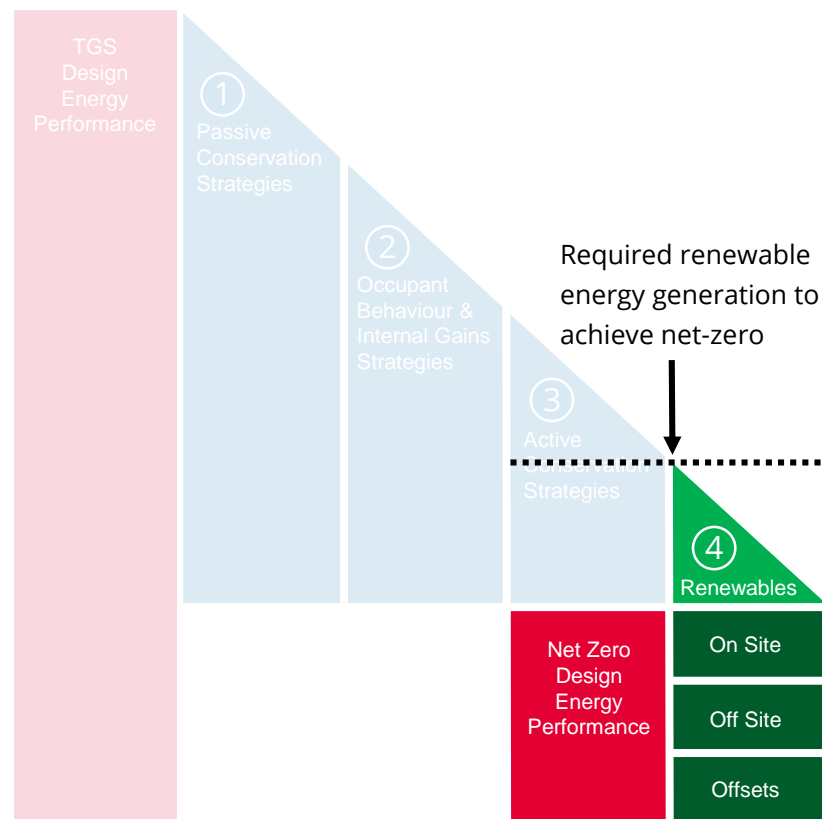 TGS
Design
Energy
Performance
1
Passive
Conservation
Strategies
2
Occupant
Behaviour &
Internal Gains
Strategies
Required renewable
energy generation to
achieve net-zero
3
Active
Conservation
Strategies
4
Renewables
Net Zero
Design
Energy
Performance
On Site
Off Site
Offsets